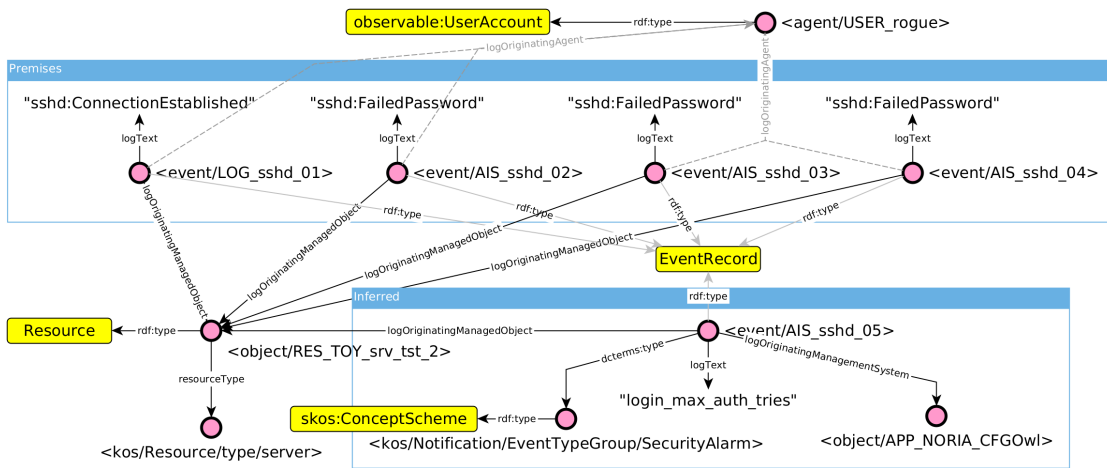 observable:UserAccount
rdf:type
<agent/USER_rogue>
logOriginatingAgent
logOriginatingAgent
Premises
"sshd:ConnectionEstablished"
"sshd:FailedPassword"
"sshd:FailedPassword"
"sshd:FailedPassword"
logText
logText
logText
logText
<event/LOG_sshd_01>
<event/AIS_sshd_02>
<event/AIS_sshd_03>
<event/AIS_sshd_04>
rdf:type
rdf:type
rdf:type
rdf:type
logOriginatingManagedObject
logOriginatingManagedObject
logOriginatingManagedObject
logOriginatingManagedObject
EventRecord
rdf:type
Inferred
Resource
rdf:type
logOriginatingManagedObject
<event/AIS_sshd_05>
<object/RES_TOY_srv_tst_2>
dcterms:type
logText
logOriginatingManagementSystem
resourceType
"login_max_auth_tries"
skos:ConceptScheme
rdf:type
<kos/Notification/EventTypeGroup/SecurityAlarm>
<object/APP_NORIA_CFGOwl>
<kos/Resource/type/server>